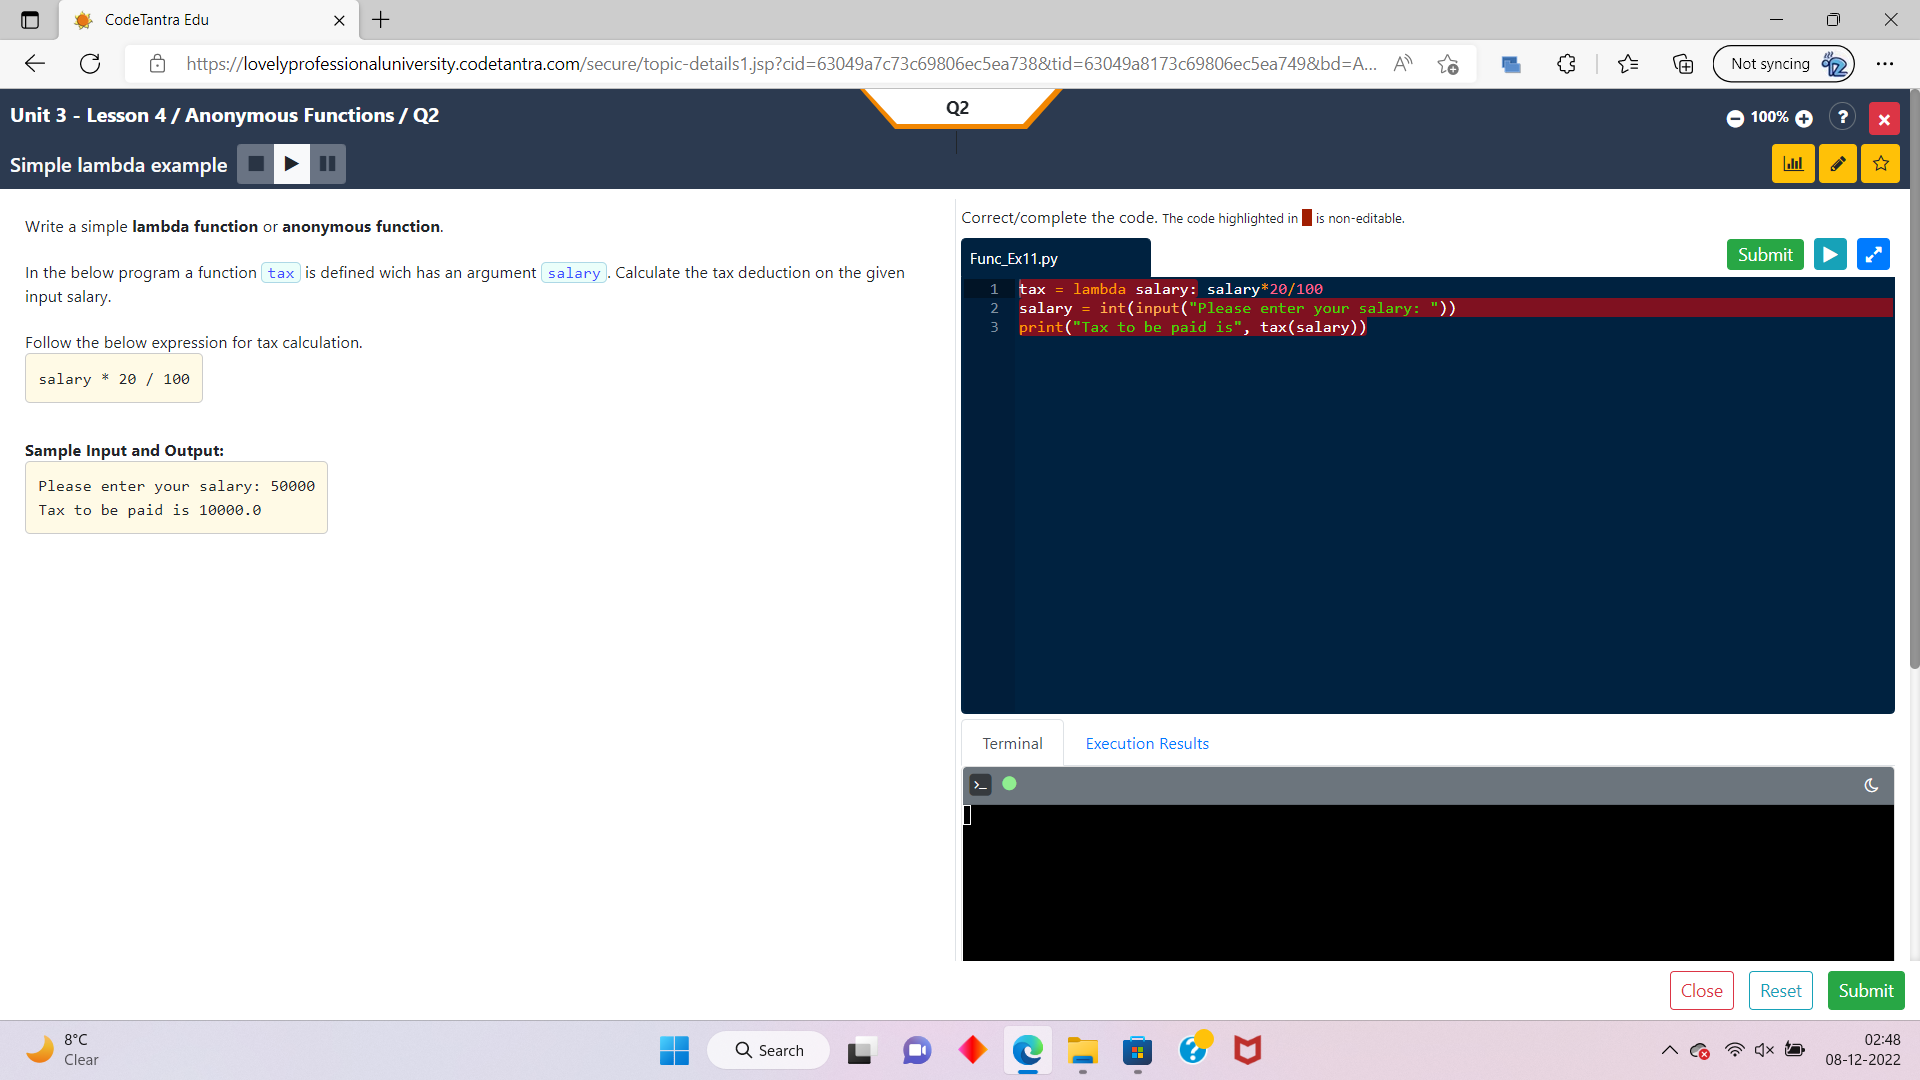 CodeTantra Edu
https://lovelyprofessionaluniversity.codetantra.com/secure/topic-details1.jsp?cid=63049a7c73c69806ec5ea738&tid=63049a8173c69806ec5ea749&bd=A...
Not syncing
Unit 3 - Lesson 4 / Anonymous Functions / Q2
Q2
100%
?
Simple lambda example
Write a simple lambda function or anonymous function.
In the below program a function tax is defined wich has an argument salary. Calculate the tax deduction on the given
input salary.
Follow the below expression for tax calculation.
salary * 20 / 100
Sample Input and Output:
Please enter your salary: 50000
Tax to be paid is 10000.0
Correct/complete the code. The code highlighted in is non-editable.
Func_Ex11.py
Submit
1 tax = lambda salary: salary*20/100
2 salary = int(input("Please enter your salary: "))
3 print("Tax to be paid is", tax(salary))
Terminal
Execution Results
Close
Reset
Submit
8°C
Clear
Search
02:48
08-12-2022